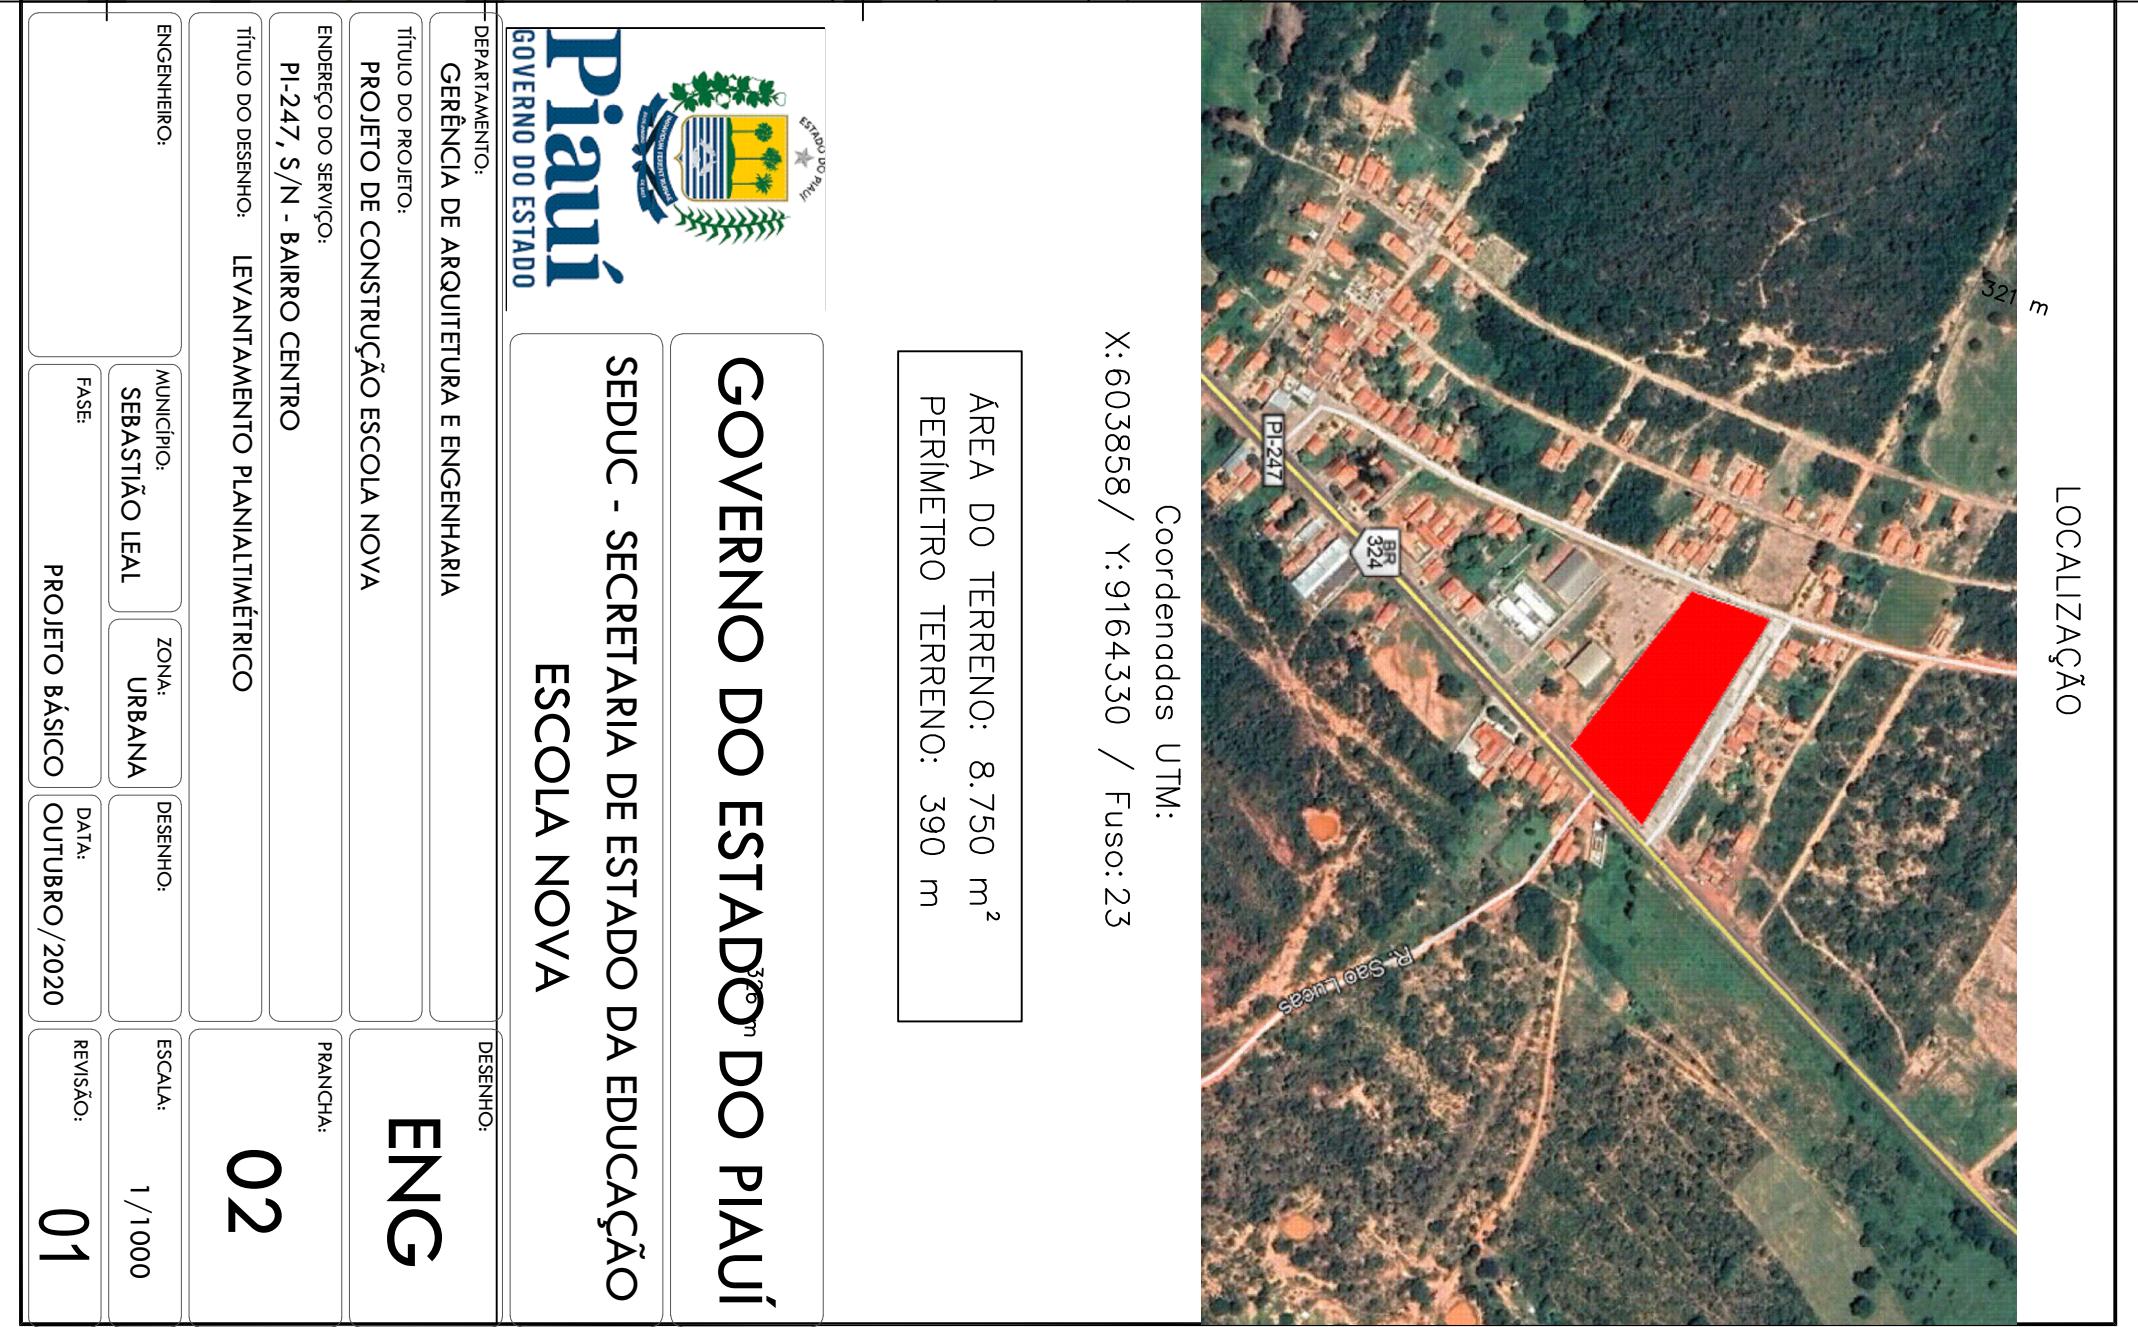 LOCALIZAÇÃO
321 m
PI-247
BR
324
R. Sao Lucas
Coordenadas UTM:
X:603858/ Y:9164330 / Fuso:23
ÁREA DO TERRENO: 8.750 m²
PERÍMETRO TERRENO: 390 m
ESTADO DO PIAUÍ
Piauí
GOVERNO DO ESTADO
GOVERNO DO ESTADO DO PIAUÍ
326 m
SEDUC - SECRETARIA DE ESTADO DA EDUCAÇÃO
ESCOLA NOVA
DEPARTAMENTO:
GERÊNCIA DE ARQUITETURA E ENGENHARIA
DESENHO:
ENG
TÍTULO DO PROJETO:
PROJETO DE CONSTRUÇÃO ESCOLA NOVA
ENDEREÇO DO SERVIÇO:
PI-247, S/N - BAIRRO CENTRO
PRANCHA:
02
TÍTULO DO DESENHO: LEVANTAMENTO PLANIALTIMÉTRICO
ENGENHEIRO:
MUNICÍPIO:
SEBASTIÃO LEAL
ZONA:
URBANA
DESENHO:
ESCALA:
1/1000
FASE:
PROJETO BÁSICO
DATA:
OUTUBRO/2020
REVISÃO:
01